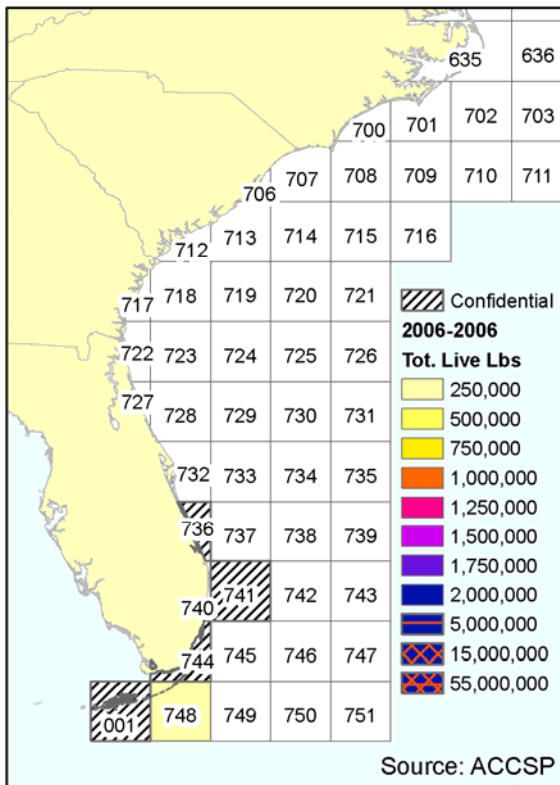 635 636
700 701 702 703
706 707 708 709 710 711
712 713 714 715 716
717 718 719 720 721
722 723 724 725 726
727 728 729 730 731
732 733 734 735
736 737 738 739
740 741 742 743
744 745 746 747
001 748 749 750 751
Confidential
2006-2006
Tot. Live Lbs
250,000
500,000
750,000
1,000,000
1,250,000
1,500,000
1,750,000
2,000,000
5,000,000
15,000,000
55,000,000
Source: ACCSP